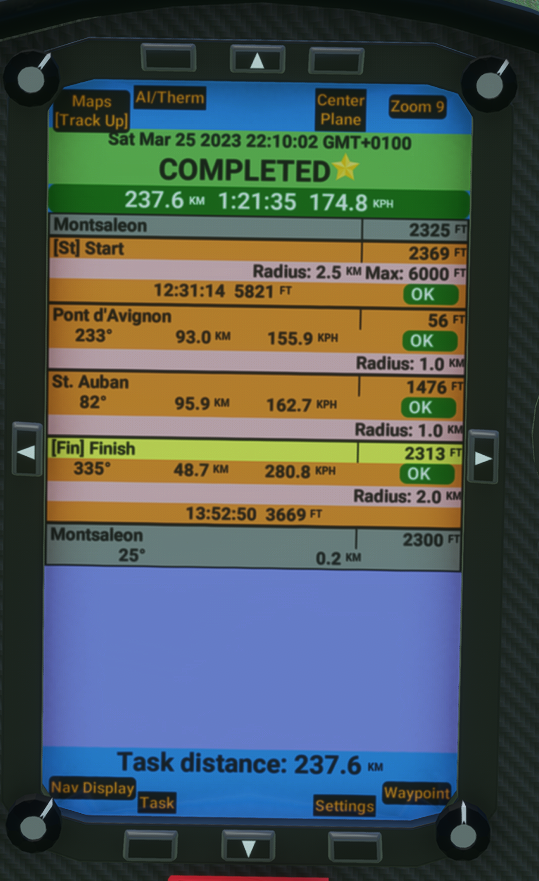 Maps
[Track Up]
AI/Therm
Center
Plane
Zoom 9
Sat Mar 25 2023 22:10:02 GMT+0100
COMPLETED
237.6 KM 1:21:35 174.8 KPH
Montsaleon 2325 FT
[St] Start 2369 FT
Radius: 2.5 KM Max: 6000 FT
12:31:14 5821 FT OK
Pont d'Avignon 56 FT
233° 93.0 KM 155.9 KPH OK
Radius: 1.0 KM
St. Auban 1476 FT
82° 95.9 KM 162.7 KPH OK
Radius: 1.0 KM
[Fin] Finish 2313 FT
335° 48.7 KM 280.8 KPH OK
Radius: 2.0 KM
13:52:50 3669 FT
Montsaleon 2300 FT
25° 0.2 KM
Task distance: 237.6 KM
Nav Display
Task
Settings
Waypoint